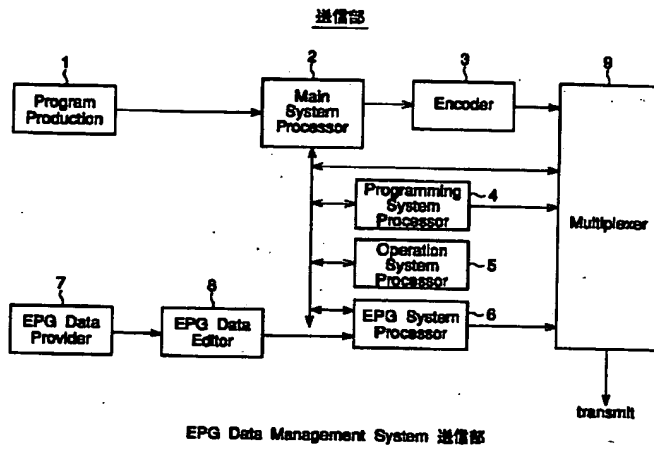 送信部
1
2
3
9
Program
Production
Main
System
Processor
Encoder
Programming
System
Processor
4
Multiplexer
Operation
System
Processor
5
7
8
EPG Data
Provider
EPG Data
Editor
EPG System
Processor
6
transmit
EPG Data Management System 送信部